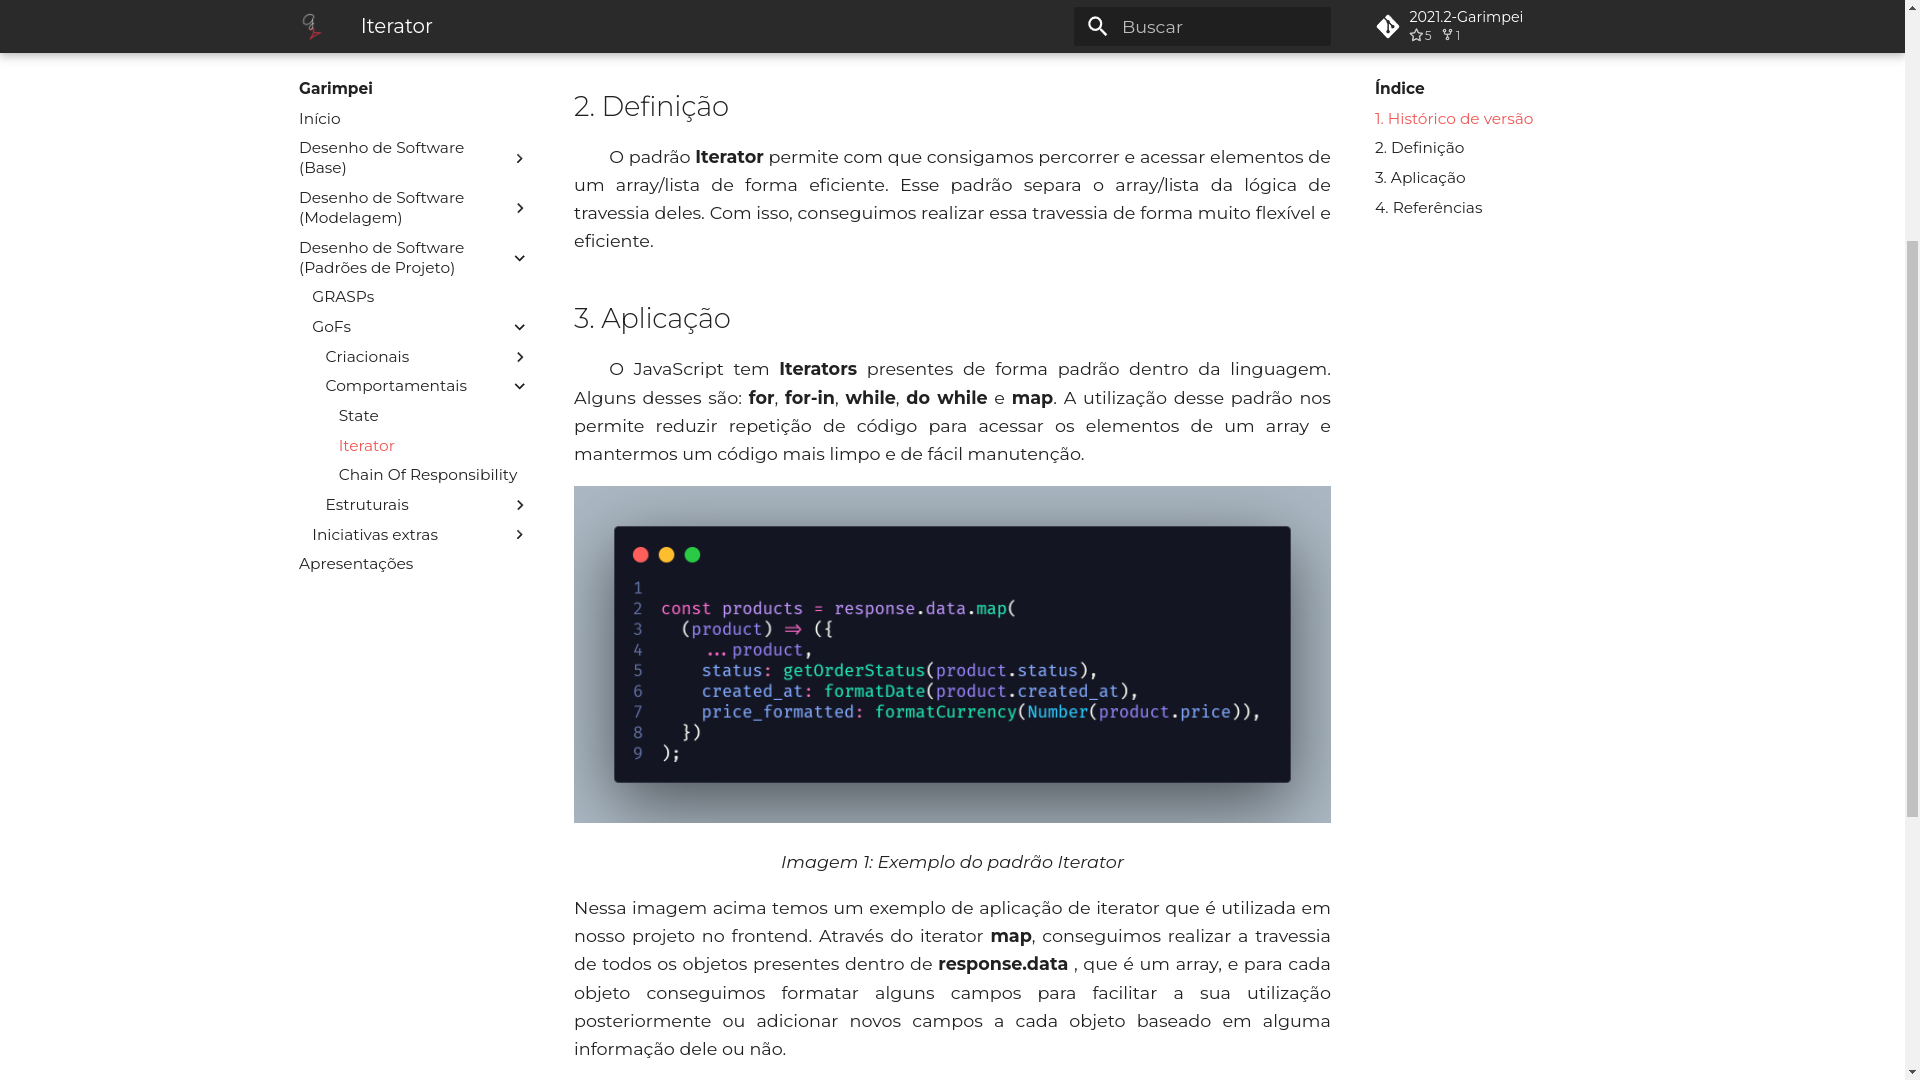 Iterator
Buscar
2021.2-Garimpei
5 1
Garimpei
Início
Desenho de Software
(Base)
Desenho de Software
(Modelagem)
Desenho de Software
(Padrões de Projeto)
GRASPs
GoFs
Criacionais
Comportamentais
State
Iterator
Chain Of Responsibility
Estruturais
Iniciativas extras
Apresentações
2. Definição
O padrão Iterator permite com que consigamos percorrer e acessar elementos de
um array/lista de forma eficiente. Esse padrão separa o array/lista da lógica de
travessia deles. Com isso, conseguimos realizar essa travessia de forma muito flexível e
eficiente.
3. Aplicação
O JavaScript tem Iterators presentes de forma padrão dentro da linguagem.
Alguns desses são: for, for-in, while, do while e map. A utilização desse padrão nos
permite reduzir repetição de código para acessar os elementos de um array e
mantermos um código mais limpo e de fácil manutenção.
1
2 const products = response.data.map(
3 (product) => ({
4 ...product,
5 status: getOrderStatus(product.status),
6 created_at: formatDate(product.created_at),
7 price_formatted: formatCurrency(Number(product.price)),
8 })
9 );
Imagem 1: Exemplo do padrão Iterator
Nessa imagem acima temos um exemplo de aplicação de iterator que é utilizada em
nosso projeto no frontend. Através do iterator map, conseguimos realizar a travessia
de todos os objetos presentes dentro de response.data , que é um array, e para cada
objeto conseguimos formatar alguns campos para facilitar a sua utilização
posteriormente ou adicionar novos campos a cada objeto baseado em alguma
informação dele ou não.
Índice
1. Histórico de versão
2. Definição
3. Aplicação
4. Referências